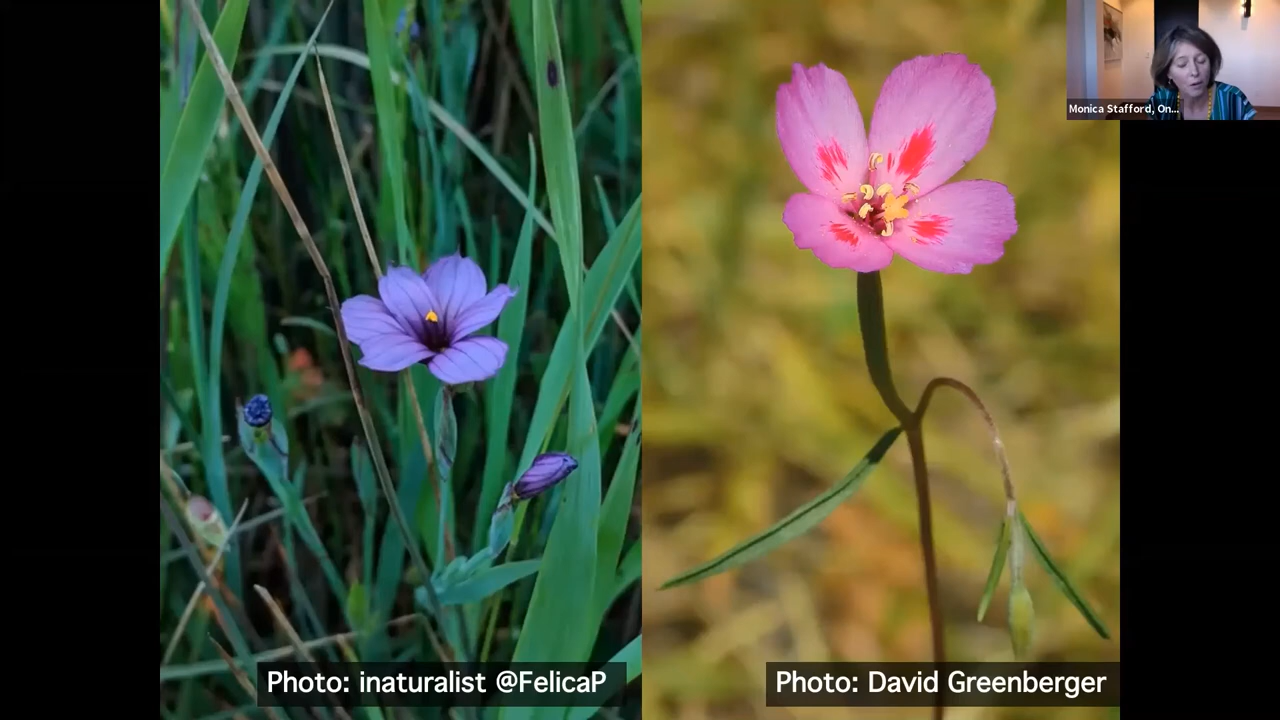 Monica Stafford, On...
Photo: inaturalist @FelicaP
Photo: David Greenberger